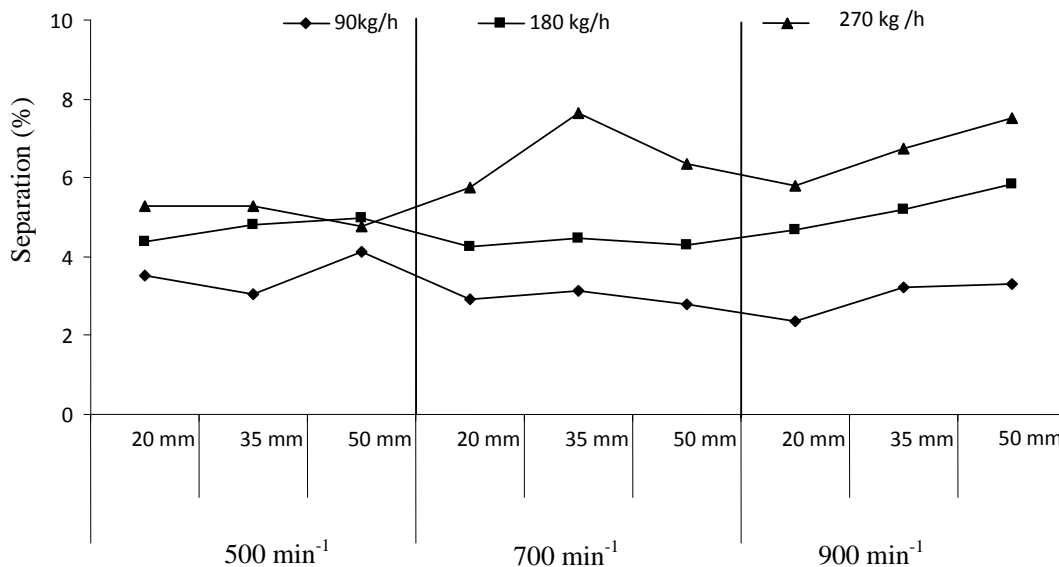 10
90kg/h 180 kg/h 270 kg /h
8
6
4
2
0
Separation (%)
20 mm 35 mm 50 mm 20 mm 35 mm 50 mm 20 mm 35 mm 50 mm
500 min⁻¹ 700 min⁻¹ 900 min⁻¹